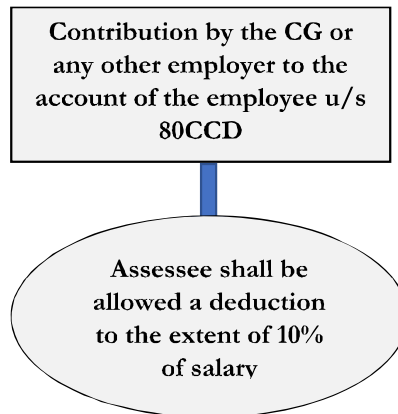 Contribution by the CG or
any other employer to the
account of the employee u/s
80CCD
Assessee shall be
allowed a deduction
to the extent of 10%
of salary